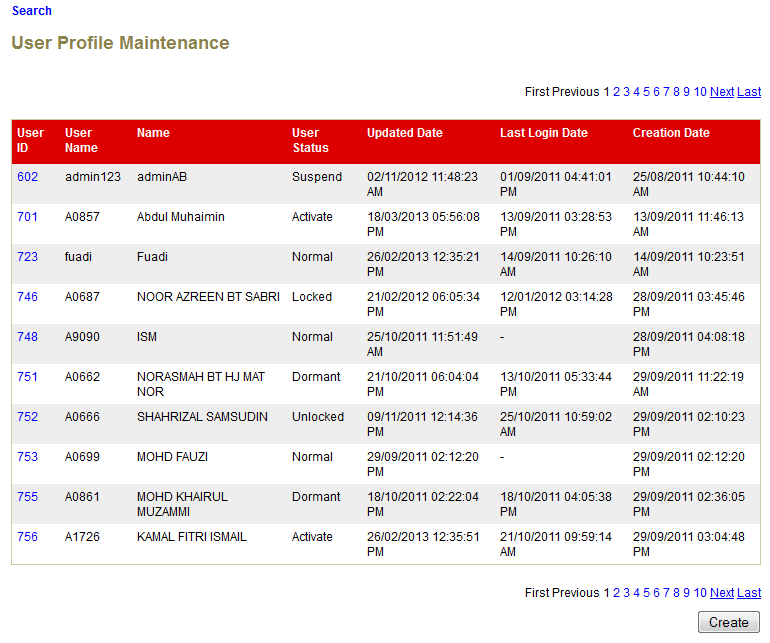 Search
User Profile Maintenance
First Previous 1 2 3 4 5 6 7 8 9 10 Next Last
User ID User Name Name User Status Updated Date Last Login Date Creation Date
602 admin123 adminAB Suspend 02/11/2012 11:48:23 AM 01/09/2011 04:41:01 PM 25/08/2011 10:44:10 AM
701 A0857 Abdul Muhaimin Activate 18/03/2013 05:56:08 PM 13/09/2011 03:28:53 PM 13/09/2011 11:46:13 AM
723 fuadi Fuadi Normal 26/02/2013 12:35:21 PM 14/09/2011 10:26:10 AM 14/09/2011 10:23:51 AM
746 A0687 NOOR AZREEN BT SABRI Locked 21/02/2012 06:05:34 PM 12/01/2012 03:14:28 PM 28/09/2011 03:45:46 PM
748 A9090 ISM Normal 25/10/2011 11:51:49 AM - 28/09/2011 04:08:18 PM
751 A0662 NORASMAH BT HJ MAT NOR Dormant 21/10/2011 06:04:04 PM 13/10/2011 05:33:44 PM 29/09/2011 11:22:19 AM
752 A0666 SHAHRIZAL SAMSUDIN Unlocked 09/11/2011 12:14:36 PM 25/10/2011 10:59:02 AM 29/09/2011 02:10:23 PM
753 A0699 MOHD FAUZI Normal 29/09/2011 02:12:20 PM - 29/09/2011 02:12:20 PM
755 A0861 MOHD KHAIRUL MUZAMMI Dormant 18/10/2011 02:22:04 PM 18/10/2011 04:05:38 PM 29/09/2011 02:36:05 PM
756 A1726 KAMAL FITRI ISMAIL Activate 26/02/2013 12:35:51 PM 21/10/2011 09:59:14 AM 29/09/2011 03:04:48 PM
First Previous 1 2 3 4 5 6 7 8 9 10 Next Last
Create